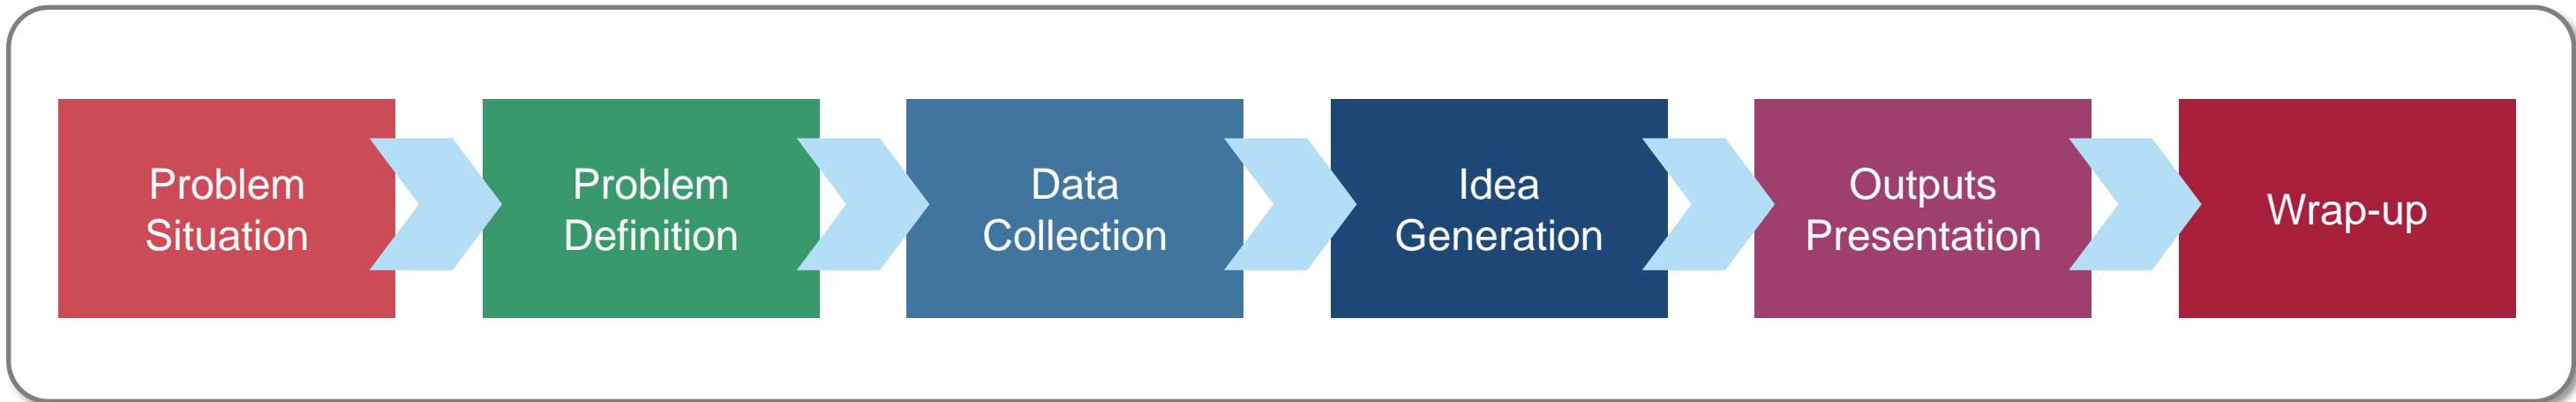 Problem
Situation
Problem
Definition
Data
Collection
Idea
Generation
Outputs
Presentation
Wrap-up